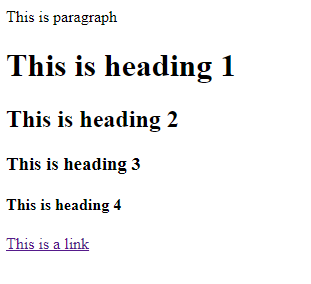 This is paragraph
This is heading 1
This is heading 2
This is heading 3
This is heading 4
This is a link